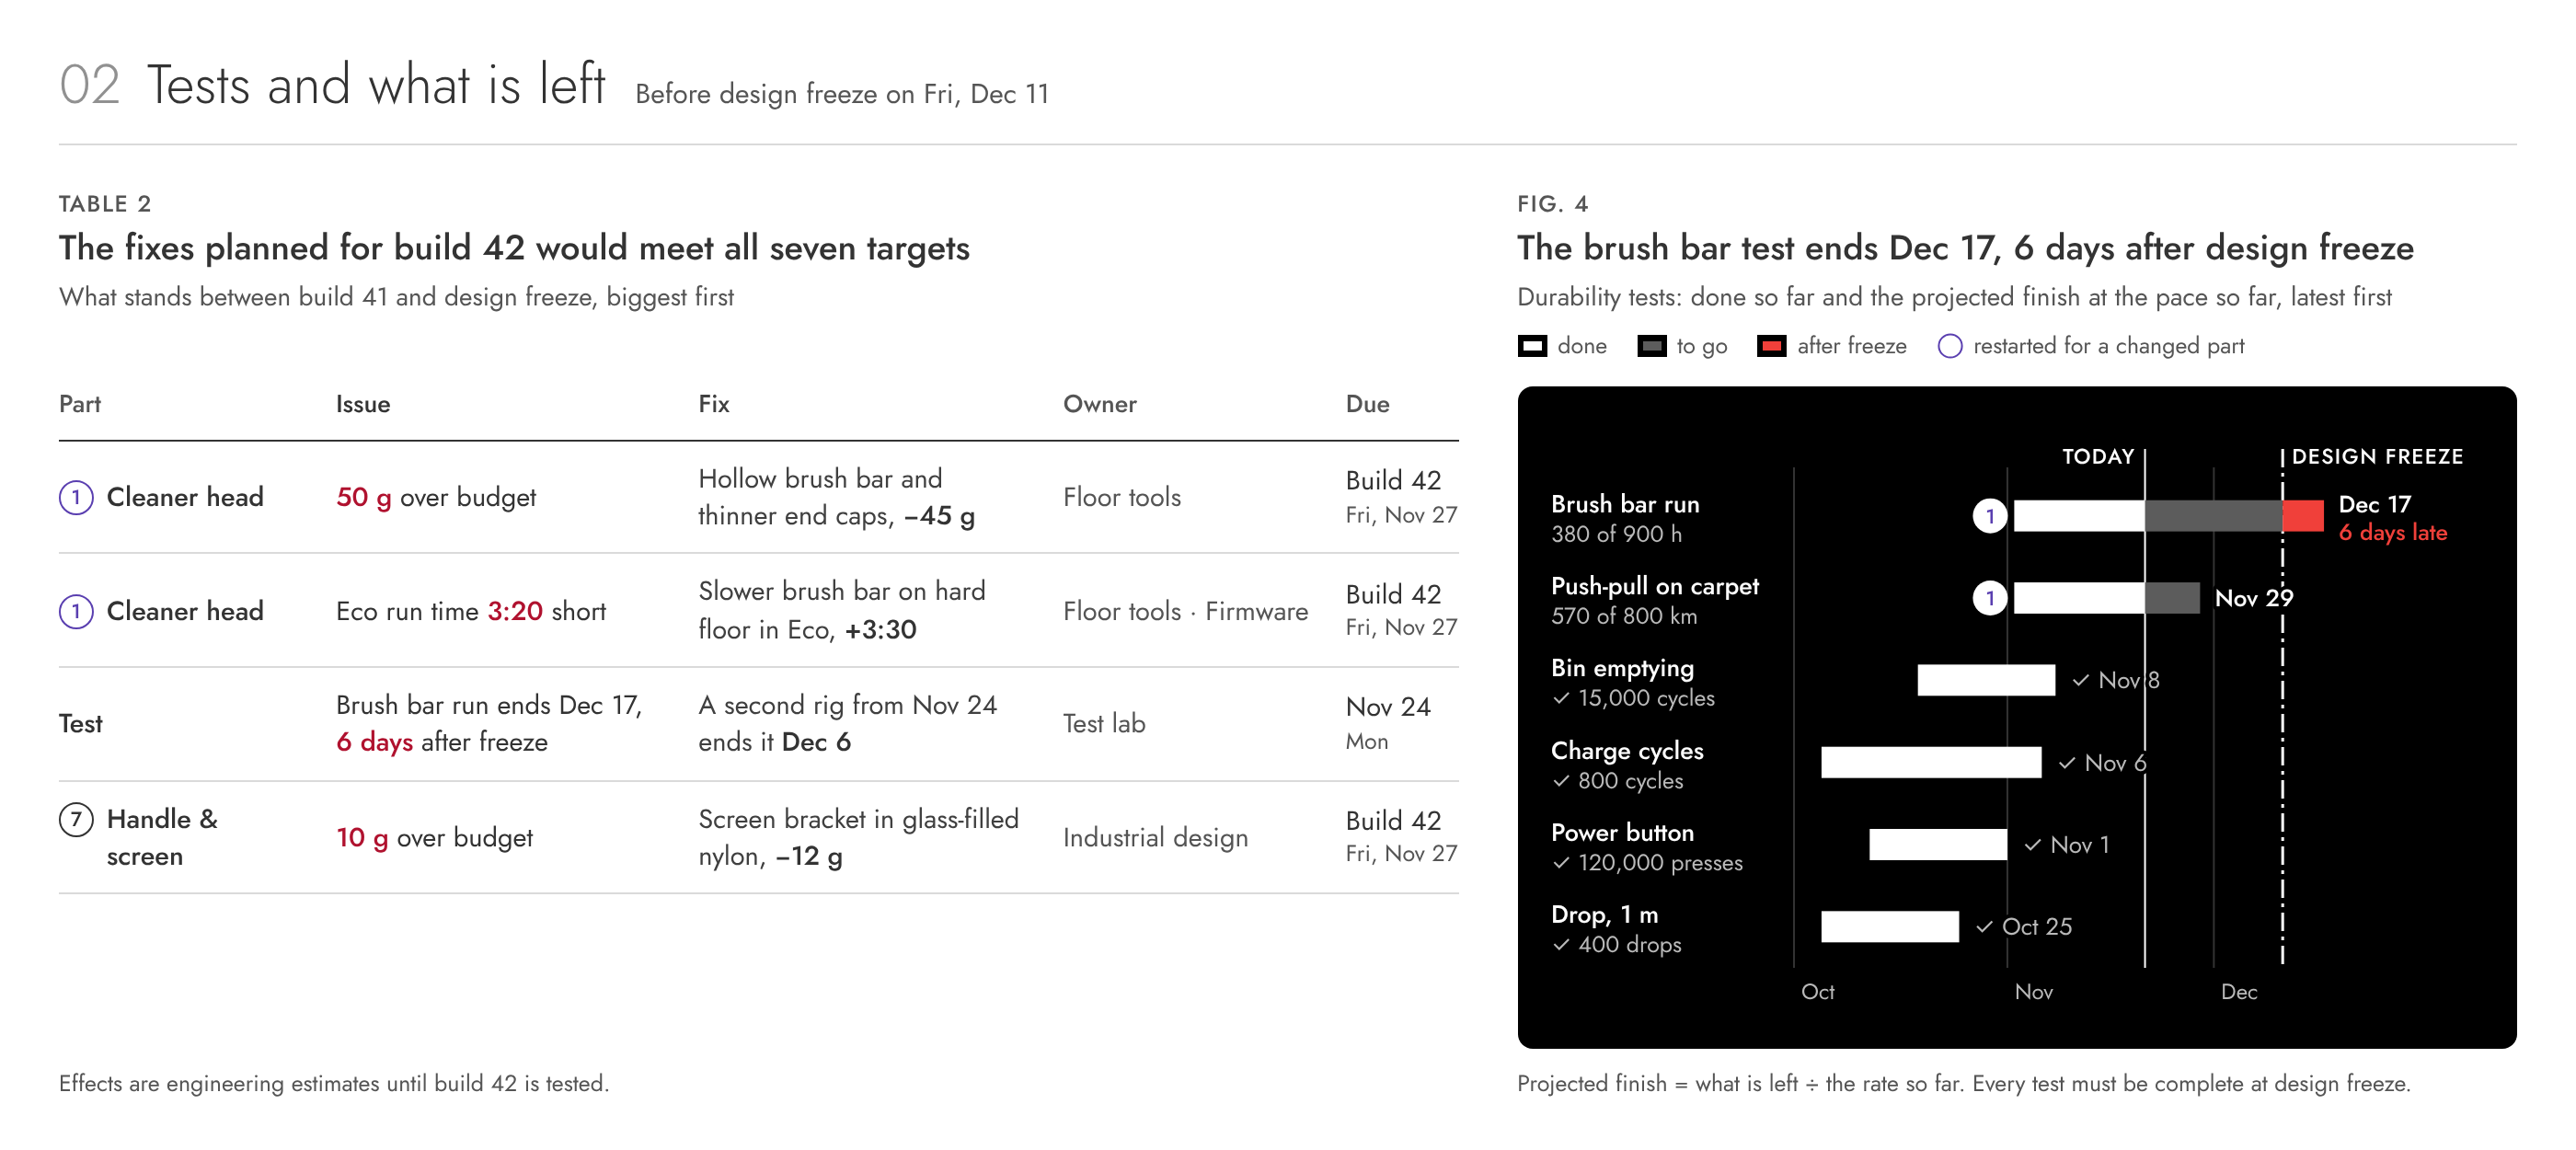 02 Tests and what is left Before design freeze on Fri, Dec 11
TABLE 2
The fixes planned for build 42 would meet all seven targets
What stands between build 41 and design freeze, biggest first
Part Issue Fix Owner Due
1 Cleaner head 50 g over budget Hollow brush bar and
thinner end caps, −45 g Floor tools Build 42
Fri, Nov 27
1 Cleaner head Eco run time 3:20 short Slower brush bar on hard
floor in Eco, +3:30 Floor tools · Firmware Build 42
Fri, Nov 27
Test Brush bar run ends Dec 17,
6 days after freeze A second rig from Nov 24
ends it Dec 6 Test lab Nov 24
Mon
7 Handle &
screen 10 g over budget Screen bracket in glass-filled
nylon, −12 g Industrial design Build 42
Fri, Nov 27
Effects are engineering estimates until build 42 is tested.
FIG. 4
The brush bar test ends Dec 17, 6 days after design freeze
Durability tests: done so far and the projected finish at the pace so far, latest first
done to go after freeze restarted for a changed part
TODAY DESIGN FREEZE
Brush bar run
380 of 900 h
1 Dec 17
6 days late
Push-pull on carpet
570 of 800 km
1 Nov 29
Bin emptying
✓ 15,000 cycles
✓ Nov 8
Charge cycles
✓ 800 cycles
✓ Nov 6
Power button
✓ 120,000 presses
✓ Nov 1
Drop, 1 m
✓ 400 drops
✓ Oct 25
Oct Nov Dec
Projected finish = what is left ÷ the rate so far. Every test must be complete at design freeze.